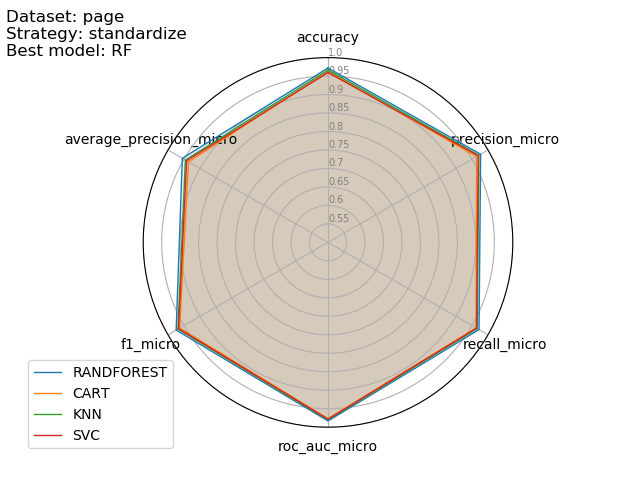 Dataset: page
Strategy: standardize
Best model: RF
accuracy
1.0
0.95
0.9
0.85
0.8
0.75
0.7
0.65
0.6
0.55
average_precision_micro
precision_micro
f1_micro
recall_micro
roc_auc_micro
RANDFOREST
CART
KNN
SVC